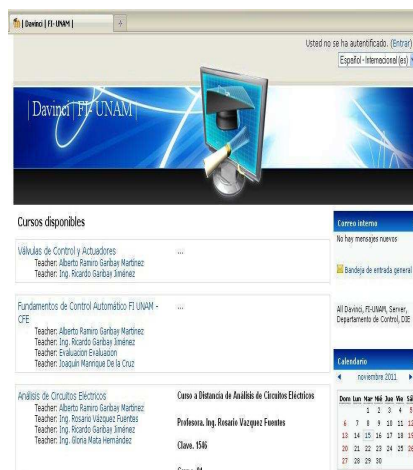 | Davinci | FI- UNAM |
Usted no se ha autentificado. (Entrar)
Español - Internacional (es)
| Davinci | FI- UNAM |
Cursos disponibles
Válvulas de Control y Actuadores
Teacher: Alberto Ramiro Garibay Martínez
Teacher: Ing. Ricardo Garibay Jiménez
...
Fundamentos de Control Automático FI UNAM -
CFE
Teacher: Alberto Ramiro Garibay Martínez
Teacher: Ing. Ricardo Garibay Jiménez
Teacher: Evaluacion Evaluacion
Teacher: Joaquín Manrique De la Cruz
...
Análisis de Circuitos Eléctricos
Teacher: Alberto Ramiro Garibay Martínez
Teacher: Ing. Rosario Vázquez Fuentes
Teacher: Ing. Ricardo Garibay Jiménez
Teacher: Ing. Gloria Mata Hernández
Curso a Distancia de Análisis de Circuitos Eléctricos
Profesora. Ing. Rosario Vazquez Fuentes
Clave. 1546
Correo interno
No hay mensajes nuevos
Bandeja de entrada general
All Davinci, FI-UNAM, Server,
Departamento de Control, DIE
Calendario
noviembre 2011
Dom Lun Mar Mié Jue Vie Sáb
1 2 3 4 5
6 7 8 9 10 11 12
13 14 15 16 17 18 19
20 21 22 23 24 25 26
27 28 29 30